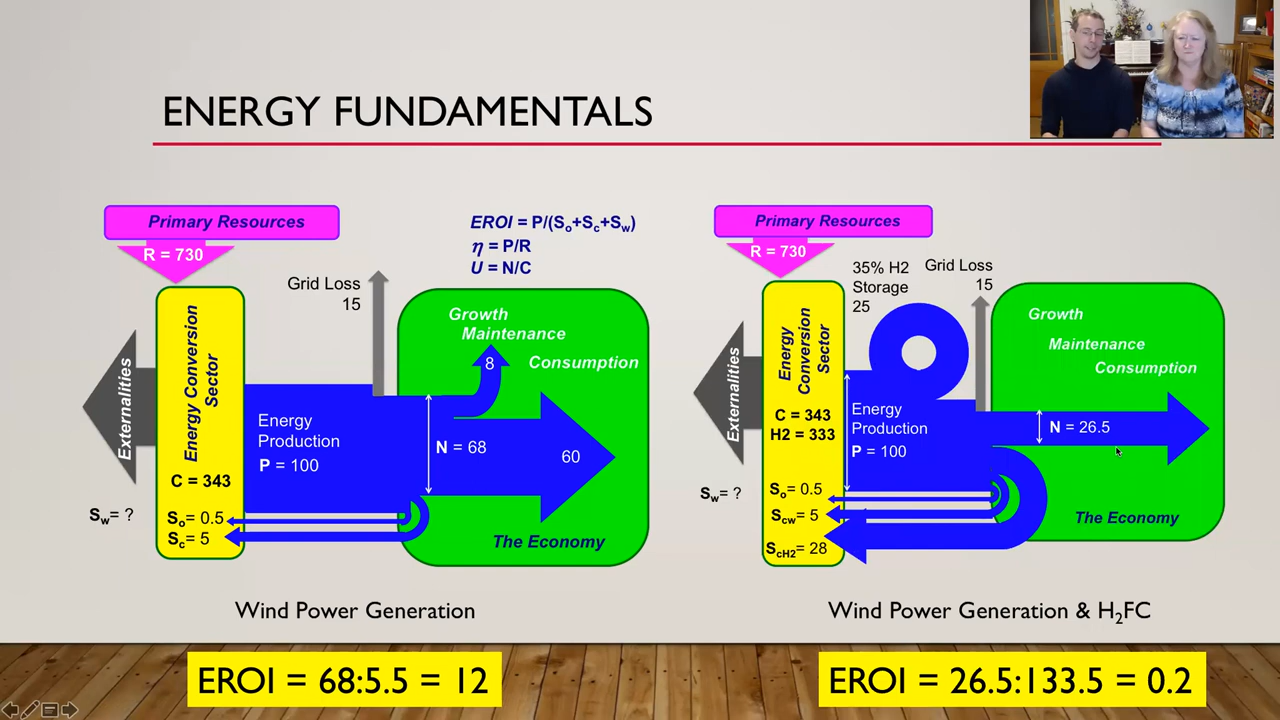 ENERGY FUNDAMENTALS
Primary Resources
R = 730
EROI = P/(So+Sc+Sw)
η = P/R
U = N/C
Grid Loss
15
Growth
Maintenance
Consumption
8
Externalities
Energy Conversion
Sector
Energy
Production
P = 100
N = 68
60
C = 343
Sw= ?
So= 0.5
Sc= 5
The Economy
Wind Power Generation
EROI = 68:5.5 = 12
Primary Resources
R = 730
35% H2
Storage
25
Grid Loss
15
Growth
Maintenance
Consumption
Externalities
Energy
Conversion
Sector
C = 343
H2 = 333
Energy
Production
P = 100
N = 26.5
Sw= ?
So= 0.5
Scw= 5
ScH2= 28
The Economy
Wind Power Generation & H2FC
EROI = 26.5:133.5 = 0.2